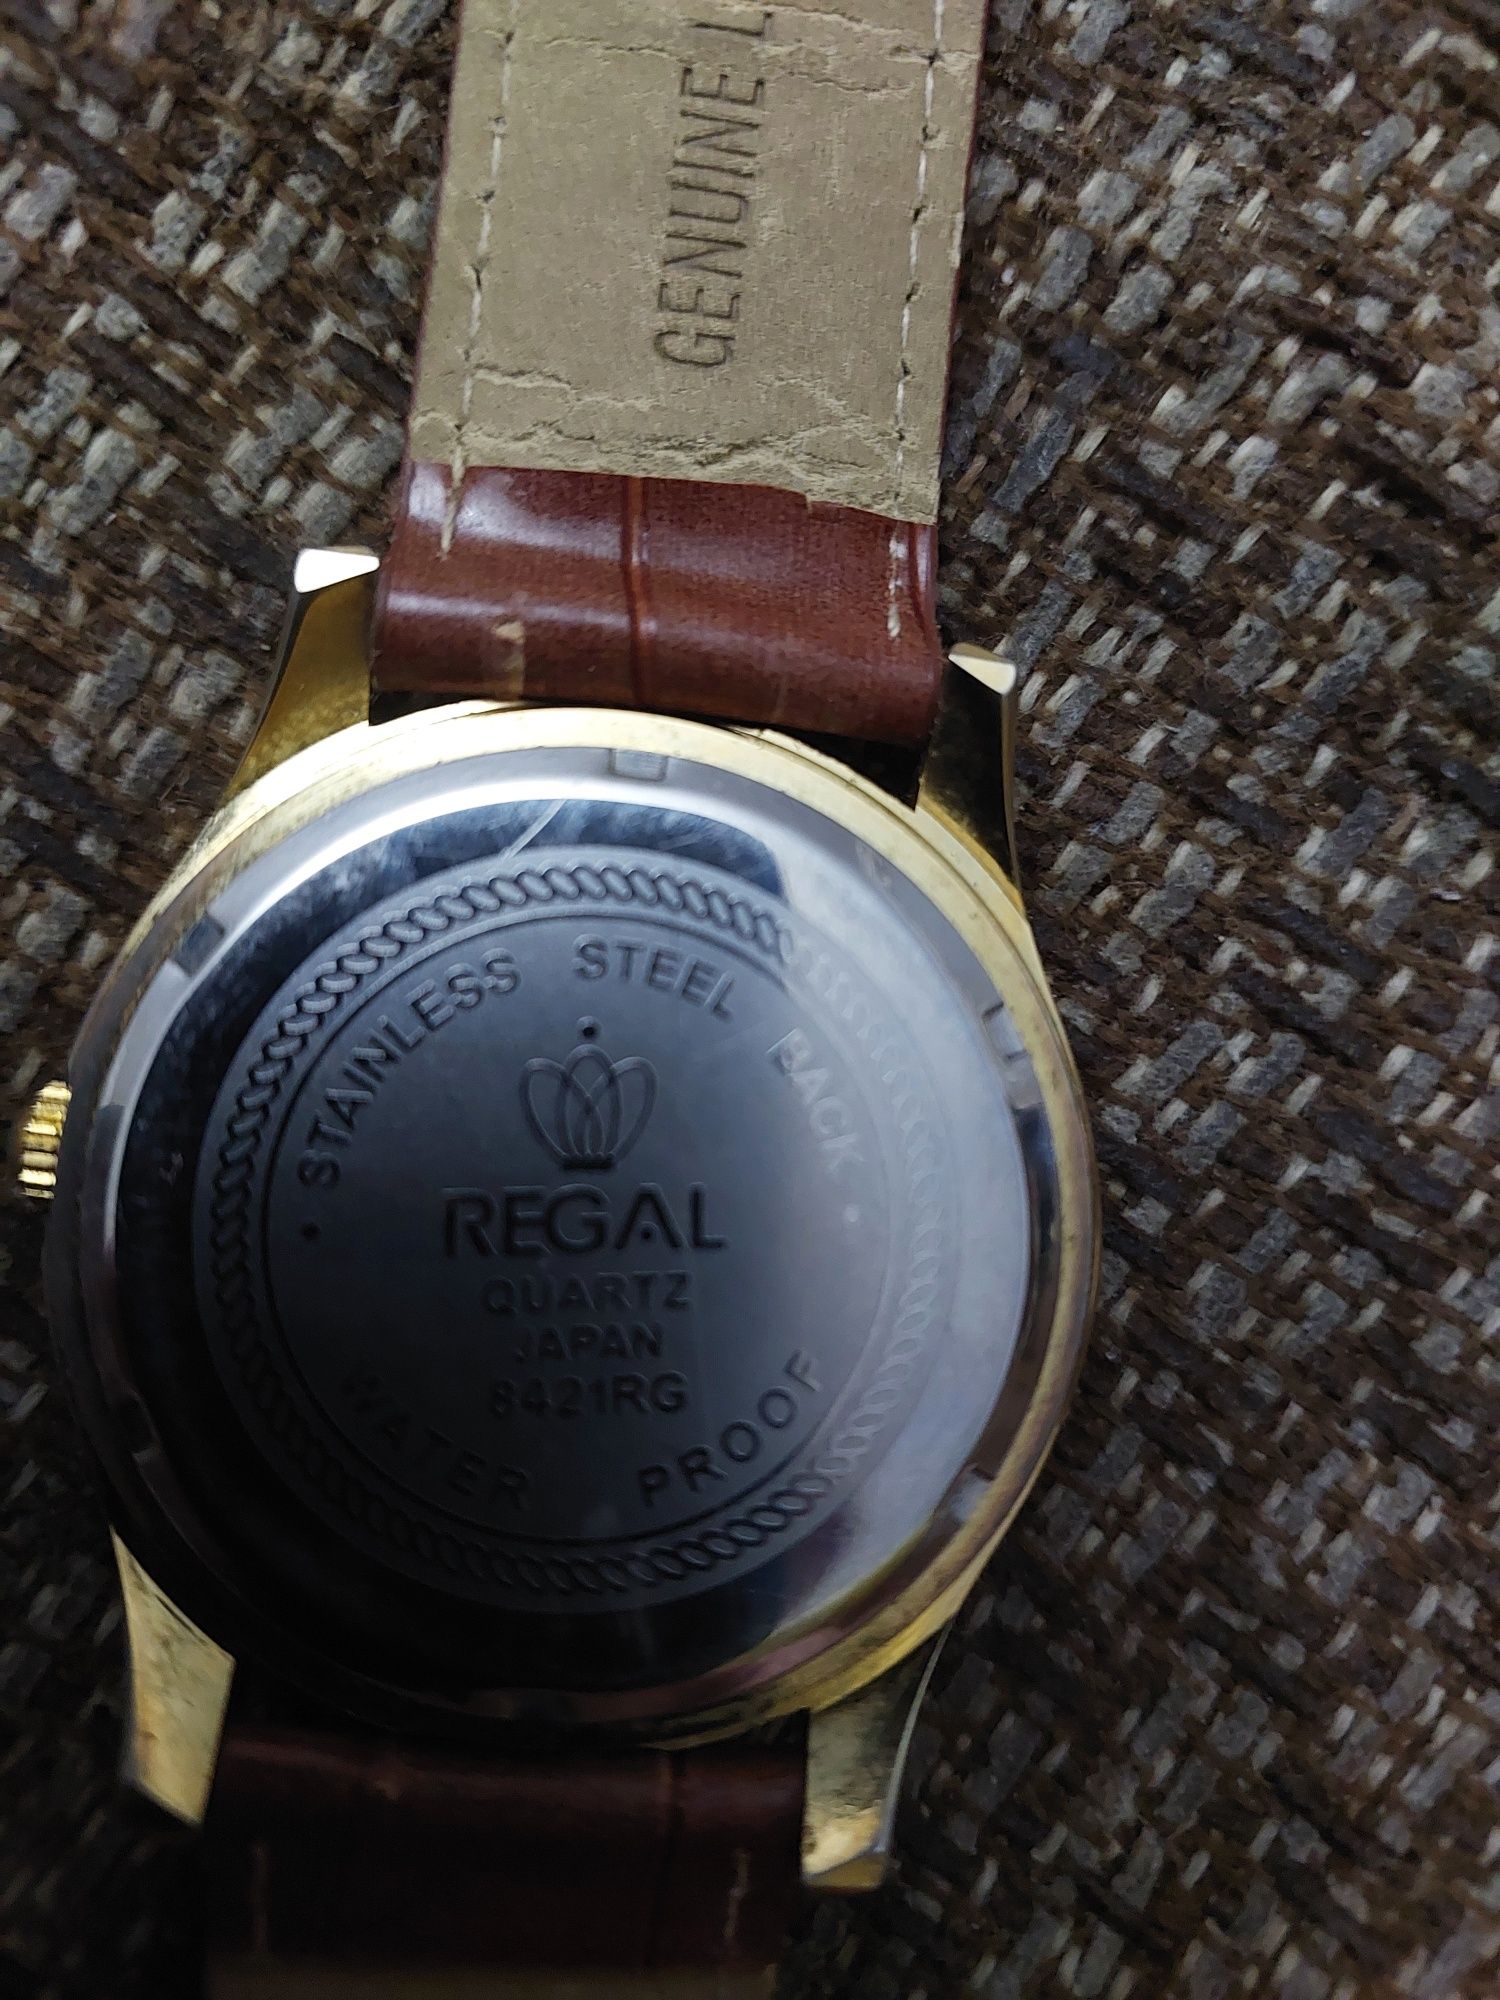 GENUINE L
STAINLESS STEEL BACK
REGAL
QUARTZ
JAPAN
8421RG
WATER PROOF